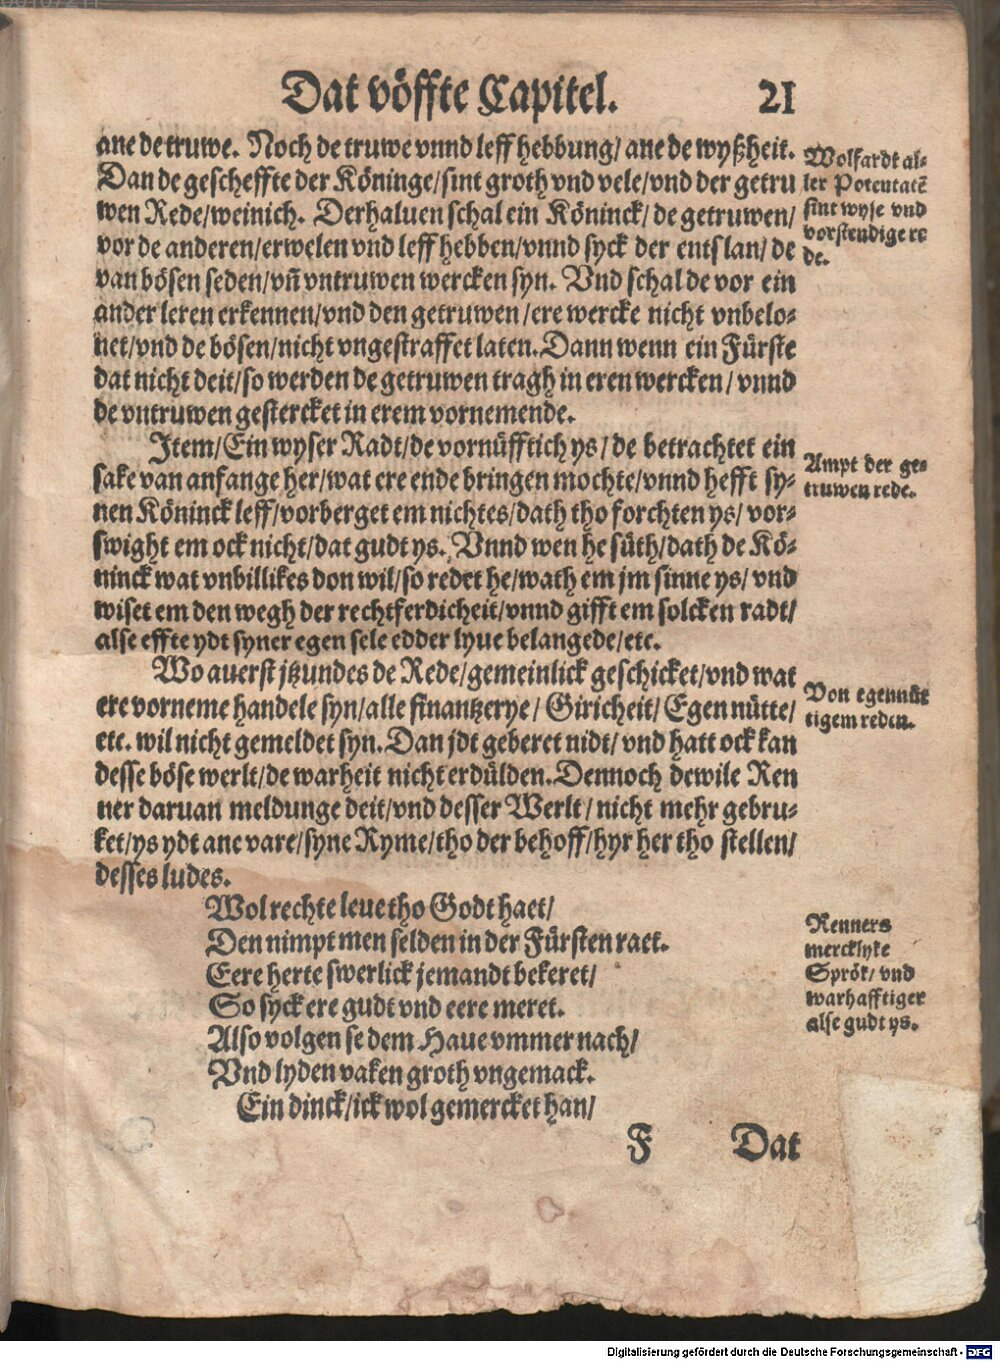 Dat vöffte Capitel. 21
ane de truwe. Noch de truwe vnnd leff hebbung/ ane de wyßheit.
Dan de gescheffte der Köninge/sint groth vnd vele/vnd der getru
wen Rede/weinich. Derhaluen schal ein Köninck/de getruwen/
vor de anderen/erwelen vnd leff hebben/vnnd syck der entslan/de
van bösen seden/vñ vntruwen wercken syn. Vnd schal de vor ein
ander leren erkennen/vnd den getruwen/ere wercke nicht vnbelo⸗
net/vnd de bösen/nicht vngestraffet laten. Dann wenn ein Fürste
dat nicht deit/so werden de getruwen tragh in eren wercken/vnnd
de vntruwen gestercket in erem vornemende.
Item/Ein wyser Radt/de vornüfftich ys/de betrachtet ein
sake van anfange her/wat ere ende bringen mochte/vnnd hefft sy⸗
nen Köninck leff/vorberget em nichtes/dath tho forchten ys/vor⸗
swight em ock nicht/dat gudt ys. Vnnd wen he süth/dath de Kö⸗
ninck wat vnbillikes don wil/so redet he/wath em jm sinne ys/vnd
wiset em den wegh der rechtferdicheit/vnnd gifft em solcken radt/
alse effte ydt syner egen sele edder lyue belangede/etc.
Wo auerst jtzundes de Rede/gemeinlick geschicket/vnd wat
ere vorneme handele syn/alle finantzerye/Giricheit/Egen nütte/
etc. wil nicht gemeldet syn. Dan jdt geberet nidt/vnd hatt ock kan
desse böse werlt/de warheit nicht erdülden. Dennoch dewile Ren
ner daruan meldunge deit/vnd desser Werlt/nicht mehr gebru⸗
ket/ys ydt ane vare/syne Ryme/tho der behoff/hyr her tho stellen/
desses ludes.
Wol rechte leue tho Godt haet/
Den nimpt men selden in der Fürsten raet.
Eere herte swerlick jemandt bekeret/
So syck ere gudt vnd eere meret.
Also volgen se dem Haue vmmer nach/
Vnd lyden vaken groth vngemack.
Ein dinck/ick wol gemercket han/
F Dat
Wolfardt al⸗
ler Potentatē
sint wyse vnd
vorstendige re
de.
Ampt der ge⸗
truwen rede.
Von egennüt
tigem reden.
Renners
mercklyke
Sprök/vnd
warhafftiger
alse gudt ys.
Digitalisierung gefördert durch die Deutsche Forschungsgemeinschaft - DFG